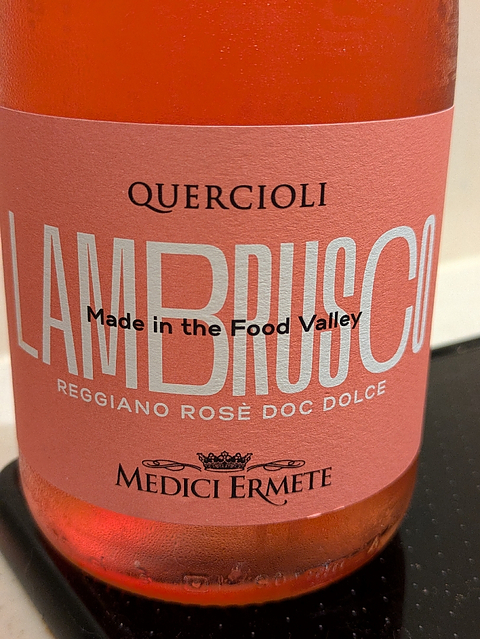 QUERCIOLI
LAMBRUSCO
Made in the Food Valley
REGGIANO ROSÈ DOC DOLCE
MEDICI ERMETE